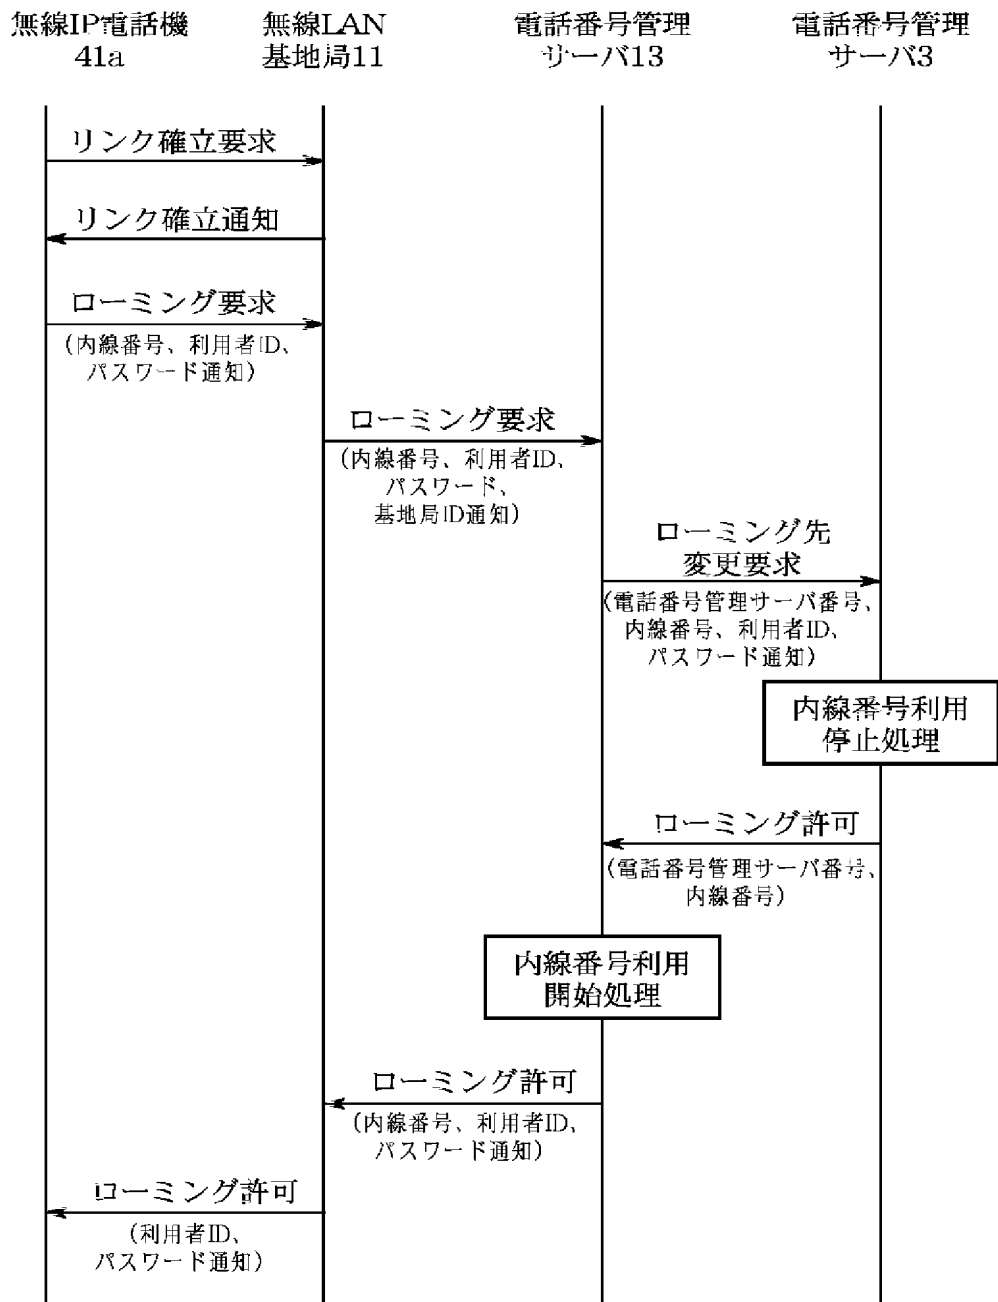 無線IP電話機
41a
無線LAN
基地局11
電話番号管理
サーバ13
電話番号管理
サーバ3
リンク確立要求
リンク確立通知
ローミング要求
(内線番号、利用者ID、
パスワード通知)
ローミング要求
(内線番号、利用者ID、
パスワード、
基地局ID通知)
ローミング先
変更要求
(電話番号管理サーバ番号、
内線番号、利用者ID、
パスワード通知)
内線番号利用
停止処理
ローミング許可
(電話番号管理サーバ番号、
内線番号)
内線番号利用
開始処理
ローミング許可
(内線番号、利用者ID、
パスワード通知)
ローミング許可
(利用者ID、
パスワード通知)